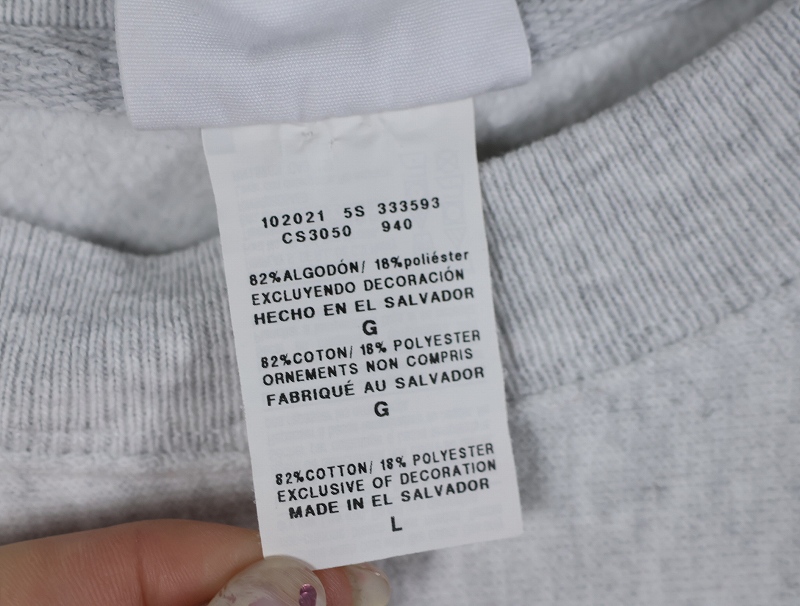 102021 5S 333593
CS3050 940
82%ALGODÓN/ 18%poliéster
EXCLUYENDO DECORACIÓN
HECHO EN EL SALVADOR
G
82%COTON/ 18% POLYESTER
ORNEMENTS NON COMPRIS
FABRIQUÉ AU SALVADOR
G
82%COTTON/ 18% POLYESTER
EXCLUSIVE OF DECORATION
MADE IN EL SALVADOR
L